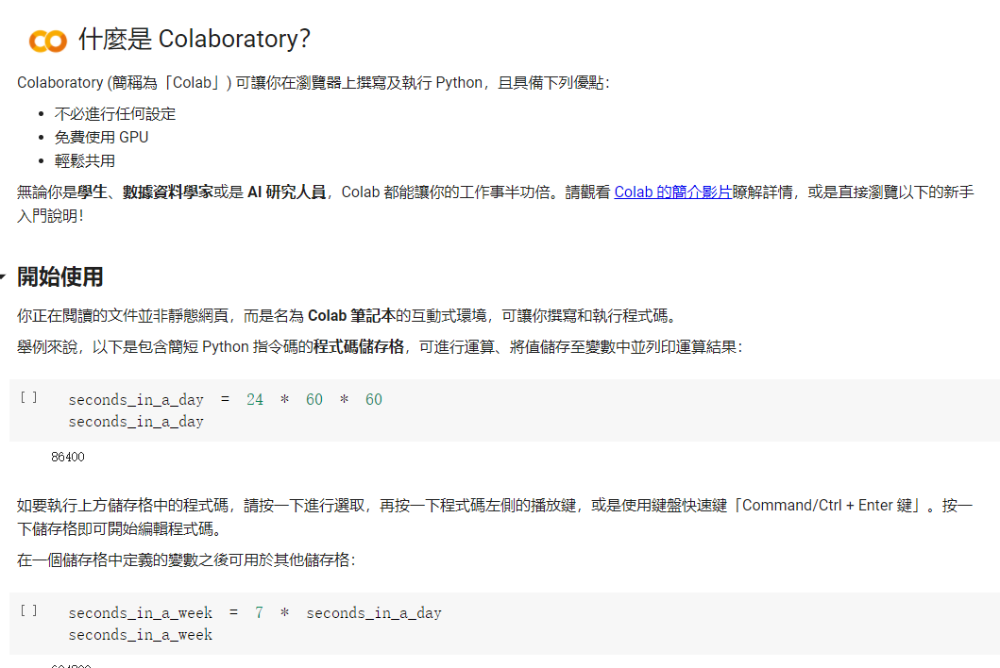 什麼是 Colaboratory？
Colaboratory (簡稱為「Colab」) 可讓你在瀏覽器上撰寫及執行 Python，且具備下列優點：
• 不必進行任何設定
• 免費使用 GPU
• 輕鬆共用
無論你是學生、數據資料學家或是 AI 研究人員，Colab 都能讓你的工作事半功倍。請觀看 Colab 的簡介影片瞭解詳情，或是直接瀏覽以下的新手
入門說明！
開始使用
你正在閱讀的文件並非靜態網頁，而是名為 Colab 筆記本的互動式環境，可讓你撰寫和執行程式碼。
舉例來說，以下是包含簡短 Python 指令碼的程式碼儲存格，可進行運算、將值儲存至變數中並列印運算結果：
[ ] seconds_in_a_day = 24 * 60 * 60
seconds_in_a_day
86400
如要執行上方儲存格中的程式碼，請按一下進行選取，再按一下程式碼左側的播放鍵，或是使用鍵盤快速鍵「Command/Ctrl + Enter 鍵」。按一
下儲存格即可開始編輯程式碼。
在一個儲存格中定義的變數之後可用於其他儲存格：
[ ] seconds_in_a_week = 7 * seconds_in_a_day
seconds_in_a_week